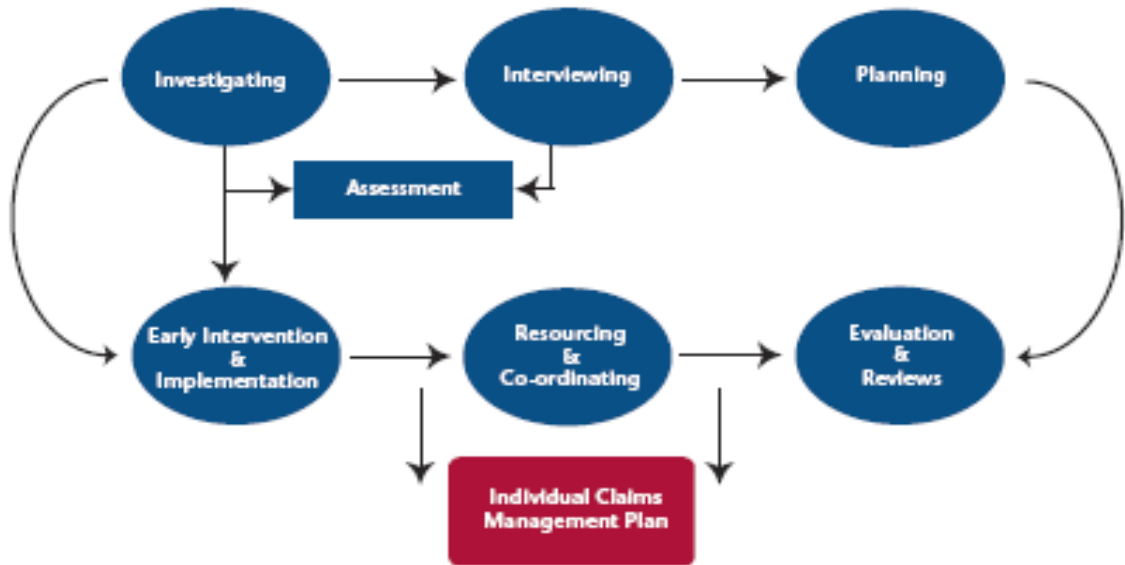 Investigating
Interviewing
Planning
Assessment
Early Intervention
&
Implementation
Resourcing
&
Co-ordinating
Evaluation
&
Reviews
Individual Claims
Management Plan